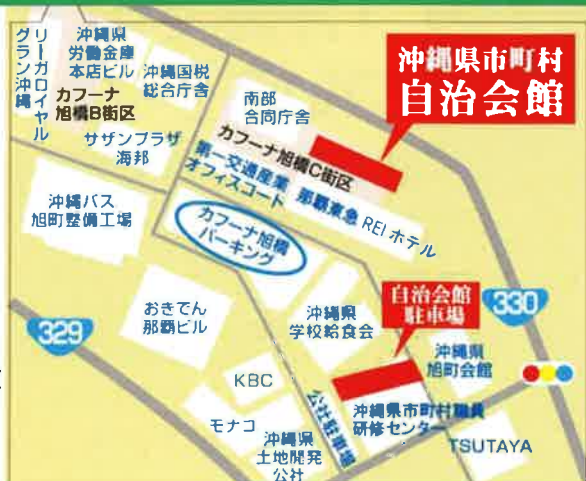 リーガロイヤル
グラン沖縄
沖縄県
労働金庫
本店ビル
沖縄国税
総合庁舎
カフーナ
旭橋B街区
サザンプラザ
海邦
南部
合同庁舎
沖縄県市町村
自治会館
カフーナ旭橋C街区
第一交通産業
オフィスコート
那覇東急
REIホテル
沖縄バス
旭町整備工場
カフーナ旭橋
パーキング
おきでん
那覇ビル
沖縄県
学校給食会
自治会館
駐車場
330
329
沖縄県
旭町会館
KBC
公社駐車場
沖縄県市町村職員
研修センター
モナコ
沖縄県
土地開発
公社
TSUTAYA